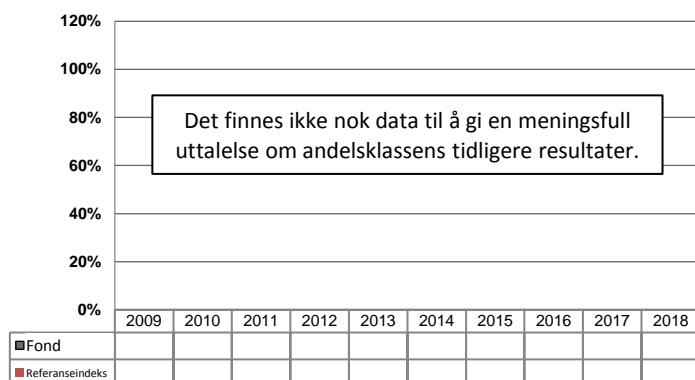 120%
100%
80%
Det finnes ikke nok data til å gi en meningsfull
uttalelse om andelsklassens tidligere resultater.
60%
40%
20%
0%
2009 2010 2011 2012 2013 2014 2015 2016 2017 2018
Fond
Referanseindeks